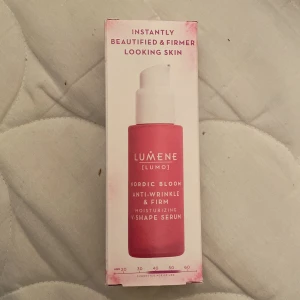 INSTANTLY
BEAUTIFIED & FIRMER
LOOKING SKIN
LUMENE
[LUMO]
NORDIC BLOOM
ANTI-WRINKLE
& FIRM
MOISTURIZING
V-SHAPE SERUM